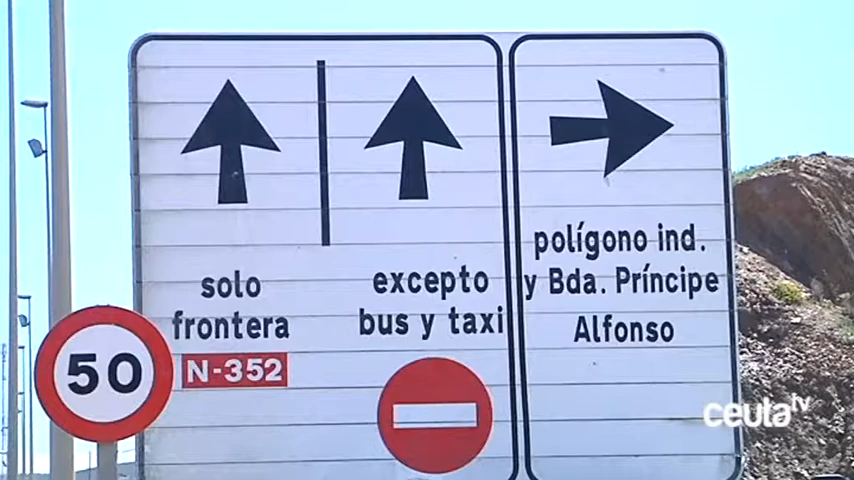 solo
frontera
N-352
excepto
bus y taxi
polígono ind.
y Bda. Príncipe
Alfonso
50
ceuta tv